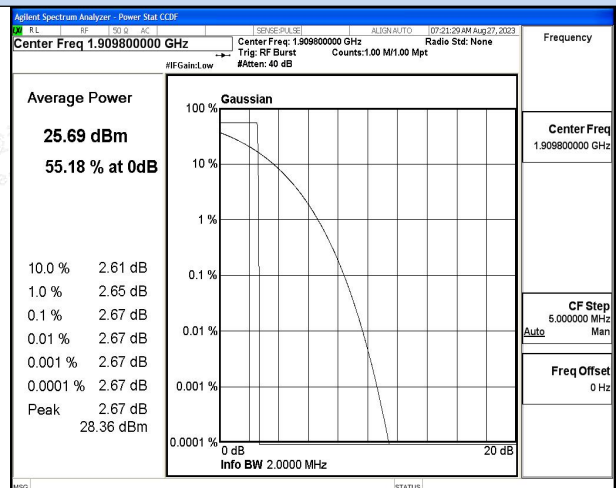 Agilent Spectrum Analyzer - Power Stat CCDF
LXI RL RF 50 Ω AC SENSE:PULSE ALIGN AUTO 07:21:29 AM Aug 27, 2023
Center Freq 1.909800000 GHz
Center Freq: 1.909800000 GHz Radio Std: None
Trig: RF Burst Counts:1.00 M/1.00 Mpt
#IFGain:Low #Atten: 40 dB
Frequency
Average Power
25.69 dBm
55.18 % at 0dB
10.0 % 2.61 dB
1.0 % 2.65 dB
0.1 % 2.67 dB
0.01 % 2.67 dB
0.001 % 2.67 dB
0.0001 % 2.67 dB
Peak 2.67 dB
28.36 dBm
Gaussian
100 %
10 %
1 %
0.1 %
0.01 %
0.001 %
0.0001 %
0 dB 20 dB
Info BW 2.0000 MHz
Center Freq
1.909800000 GHz
CF Step
5.000000 MHz
Auto Man
Freq Offset
0 Hz
MSG STATUS